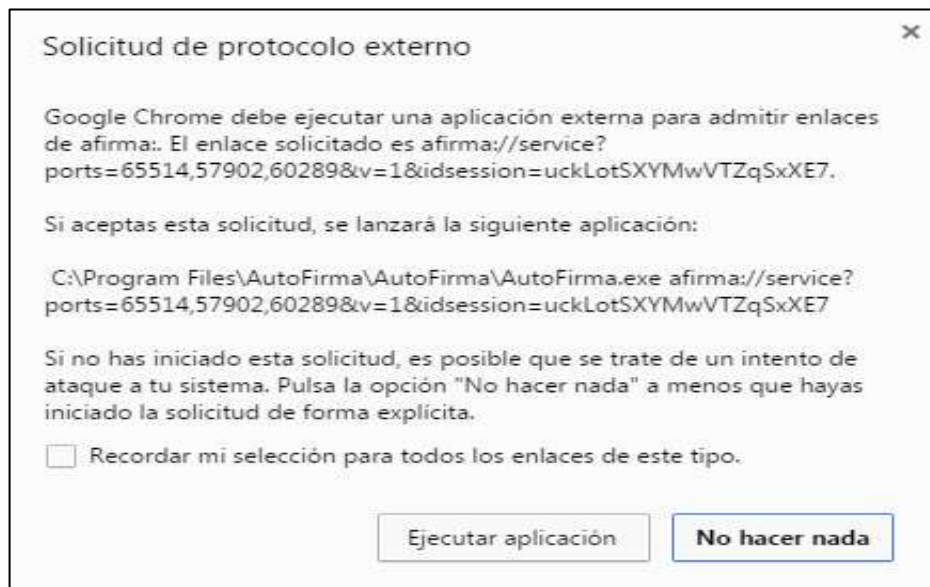 Solicitud de protocolo externo
Google Chrome debe ejecutar una aplicación externa para admitir enlaces
de afirma:. El enlace solicitado es afirma://service?
ports=65514,57902,60289&v=1&idsession=uckLotSXYMwVTZqSxXE7.
Si aceptas esta solicitud, se lanzará la siguiente aplicación:
C:\Program Files\AutoFirma\AutoFirma\AutoFirma.exe afirma://service?
ports=65514,57902,60289&v=1&idsession=uckLotSXYMwVTZqSxXE7
Si no has iniciado esta solicitud, es posible que se trate de un intento de
ataque a tu sistema. Pulsa la opción "No hacer nada" a menos que hayas
iniciado la solicitud de forma explícita.
Recordar mi selección para todos los enlaces de este tipo.
Ejecutar aplicación
No hacer nada